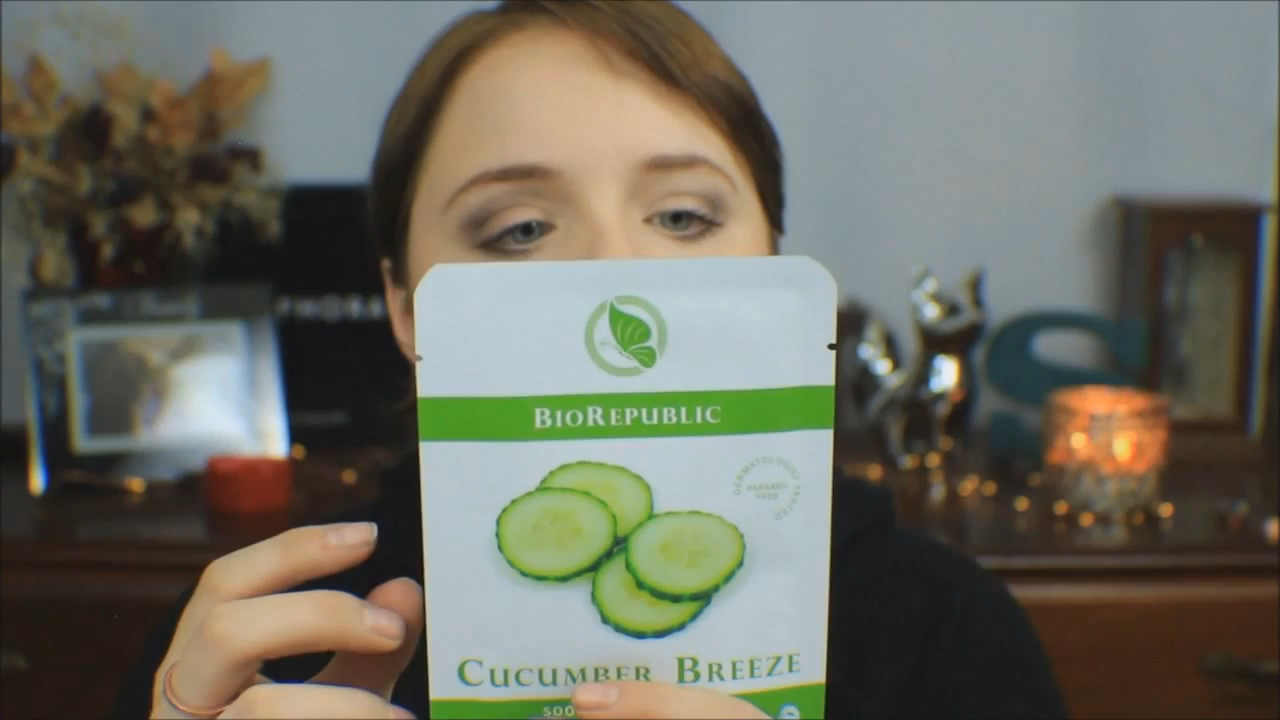 BIOREPUBLIC
DERMATOLOGIST TESTED
PARABEN
FREE
CUCUMBER BREEZE